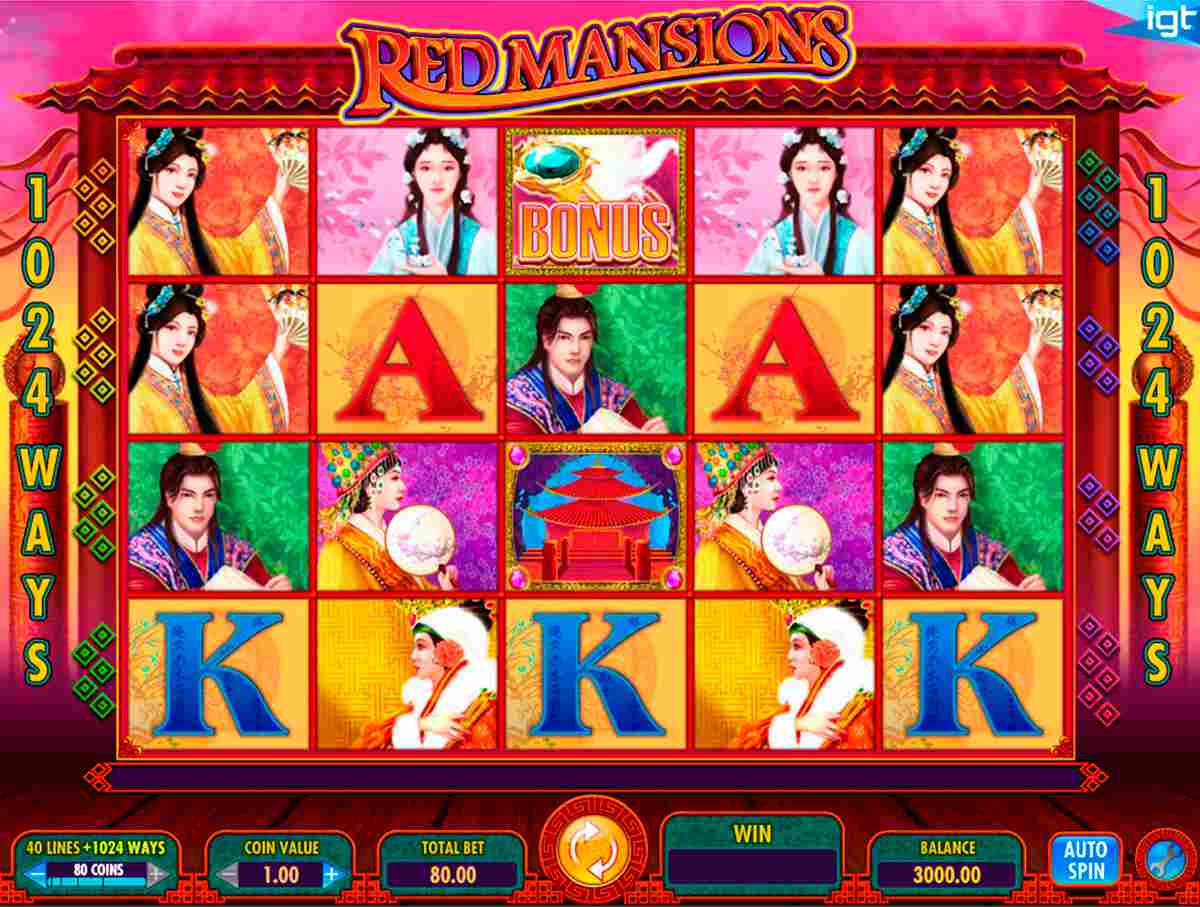 igt
RED MANSIONS
1024 WAYS
1024 WAYS
BONUS
A
A
K
K
K
40 LINES +1024 WAYS
80 COINS
COIN VALUE
1.00
TOTAL BET
80.00
WIN
BALANCE
3000.00
AUTO
SPIN